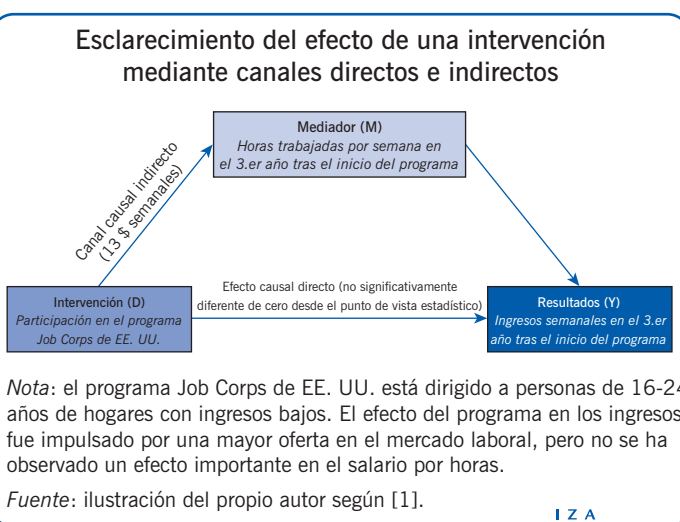 Esclarecimiento del efecto de una intervención
mediante canales directos e indirectos
Mediador (M)
Horas trabajadas por semana en
el 3.er año tras el inicio del programa
Canal causal indirecto
(13 $ semanales)
Efecto causal directo (no significativamente
diferente de cero desde el punto de vista estadístico)
Intervención (D)
Participación en el programa
Job Corps de EE. UU.
Resultados (Y)
Ingresos semanales en el 3.er
año tras el inicio del programa
Nota: el programa Job Corps de EE. UU. está dirigido a personas de 16-24
años de hogares con ingresos bajos. El efecto del programa en los ingresos
fue impulsado por una mayor oferta en el mercado laboral, pero no se ha
observado un efecto importante en el salario por horas.
Fuente: ilustración del propio autor según [1].
I Z A